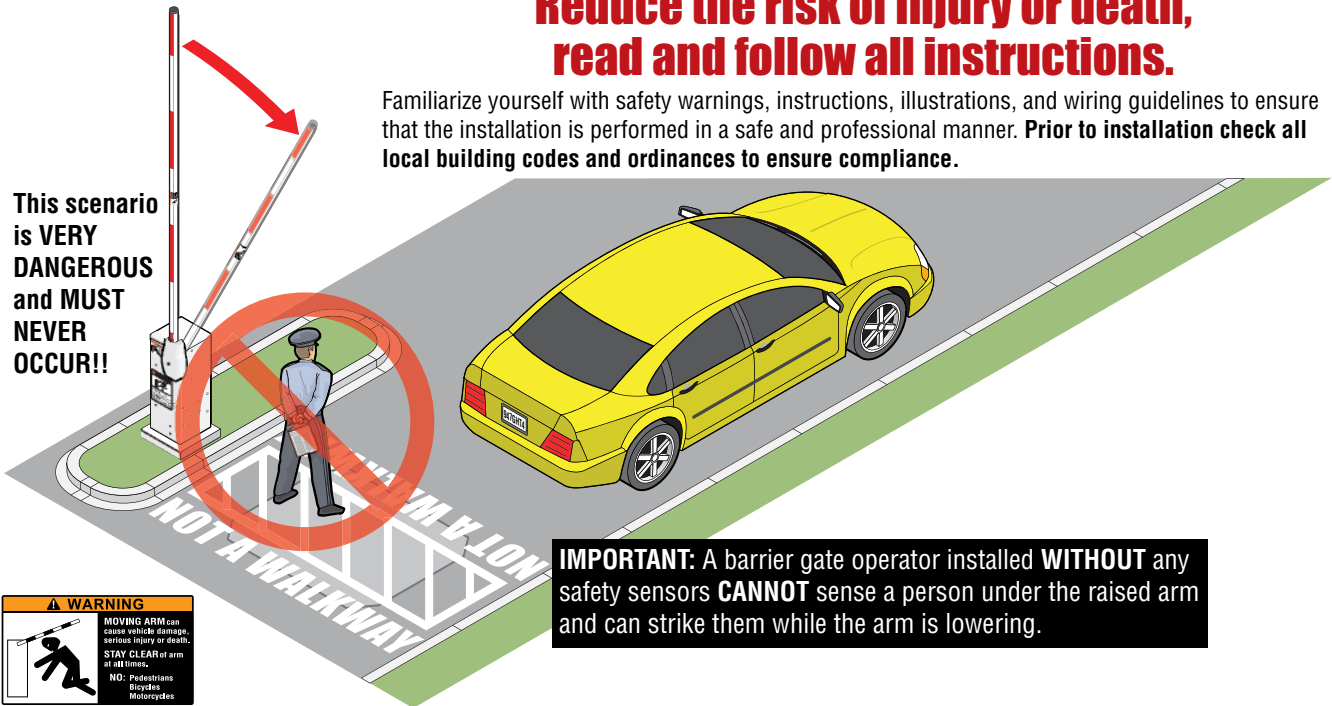 Reduce the risk of injury or death,
read and follow all instructions.
Familiarize yourself with safety warnings, instructions, illustrations, and wiring guidelines to ensure
that the installation is performed in a safe and professional manner. Prior to installation check all
local building codes and ordinances to ensure compliance.
This scenario
is VERY
DANGEROUS
and MUST
NEVER
OCCUR!!
NOT A WALKWAY
NOT A
IMPORTANT: A barrier gate operator installed WITHOUT any
safety sensors CANNOT sense a person under the raised arm
and can strike them while the arm is lowering.
WARNING
MOVING ARM can
cause vehicle damage,
serious injury or death.
STAY CLEAR of arm
at all times.
NO: Pedestrians
Bicycles
Motorcycles